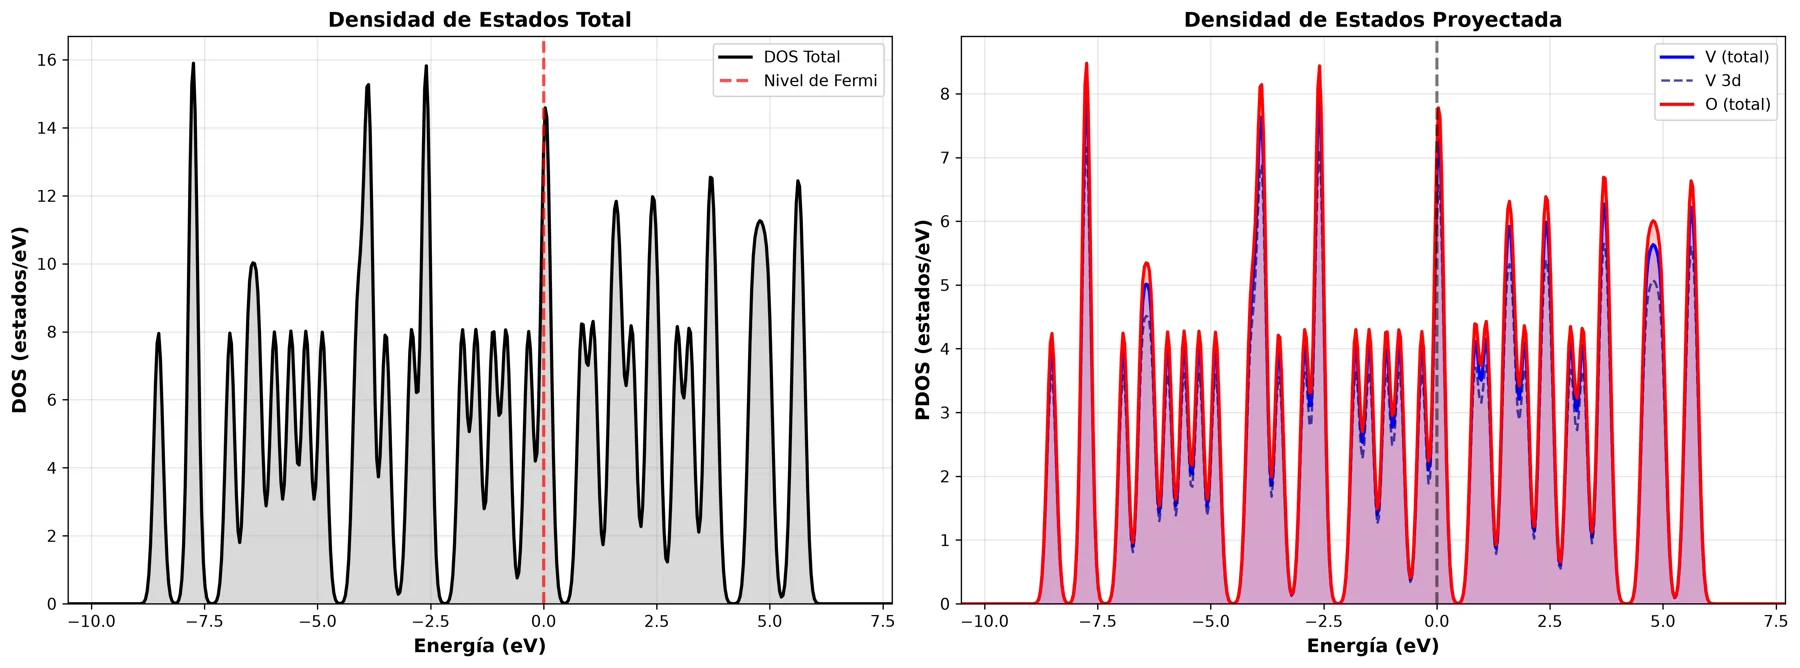 Densidad de Estados Total
DOS (estados/eV)
16
14
12
10
8
6
4
2
0
−10.0 −7.5 −5.0 −2.5 0.0 2.5 5.0 7.5
Energía (eV)
DOS Total
Nivel de Fermi
Densidad de Estados Proyectada
PDOS (estados/eV)
8
7
6
5
4
3
2
1
0
−10.0 −7.5 −5.0 −2.5 0.0 2.5 5.0 7.5
Energía (eV)
V (total)
V 3d
O (total)